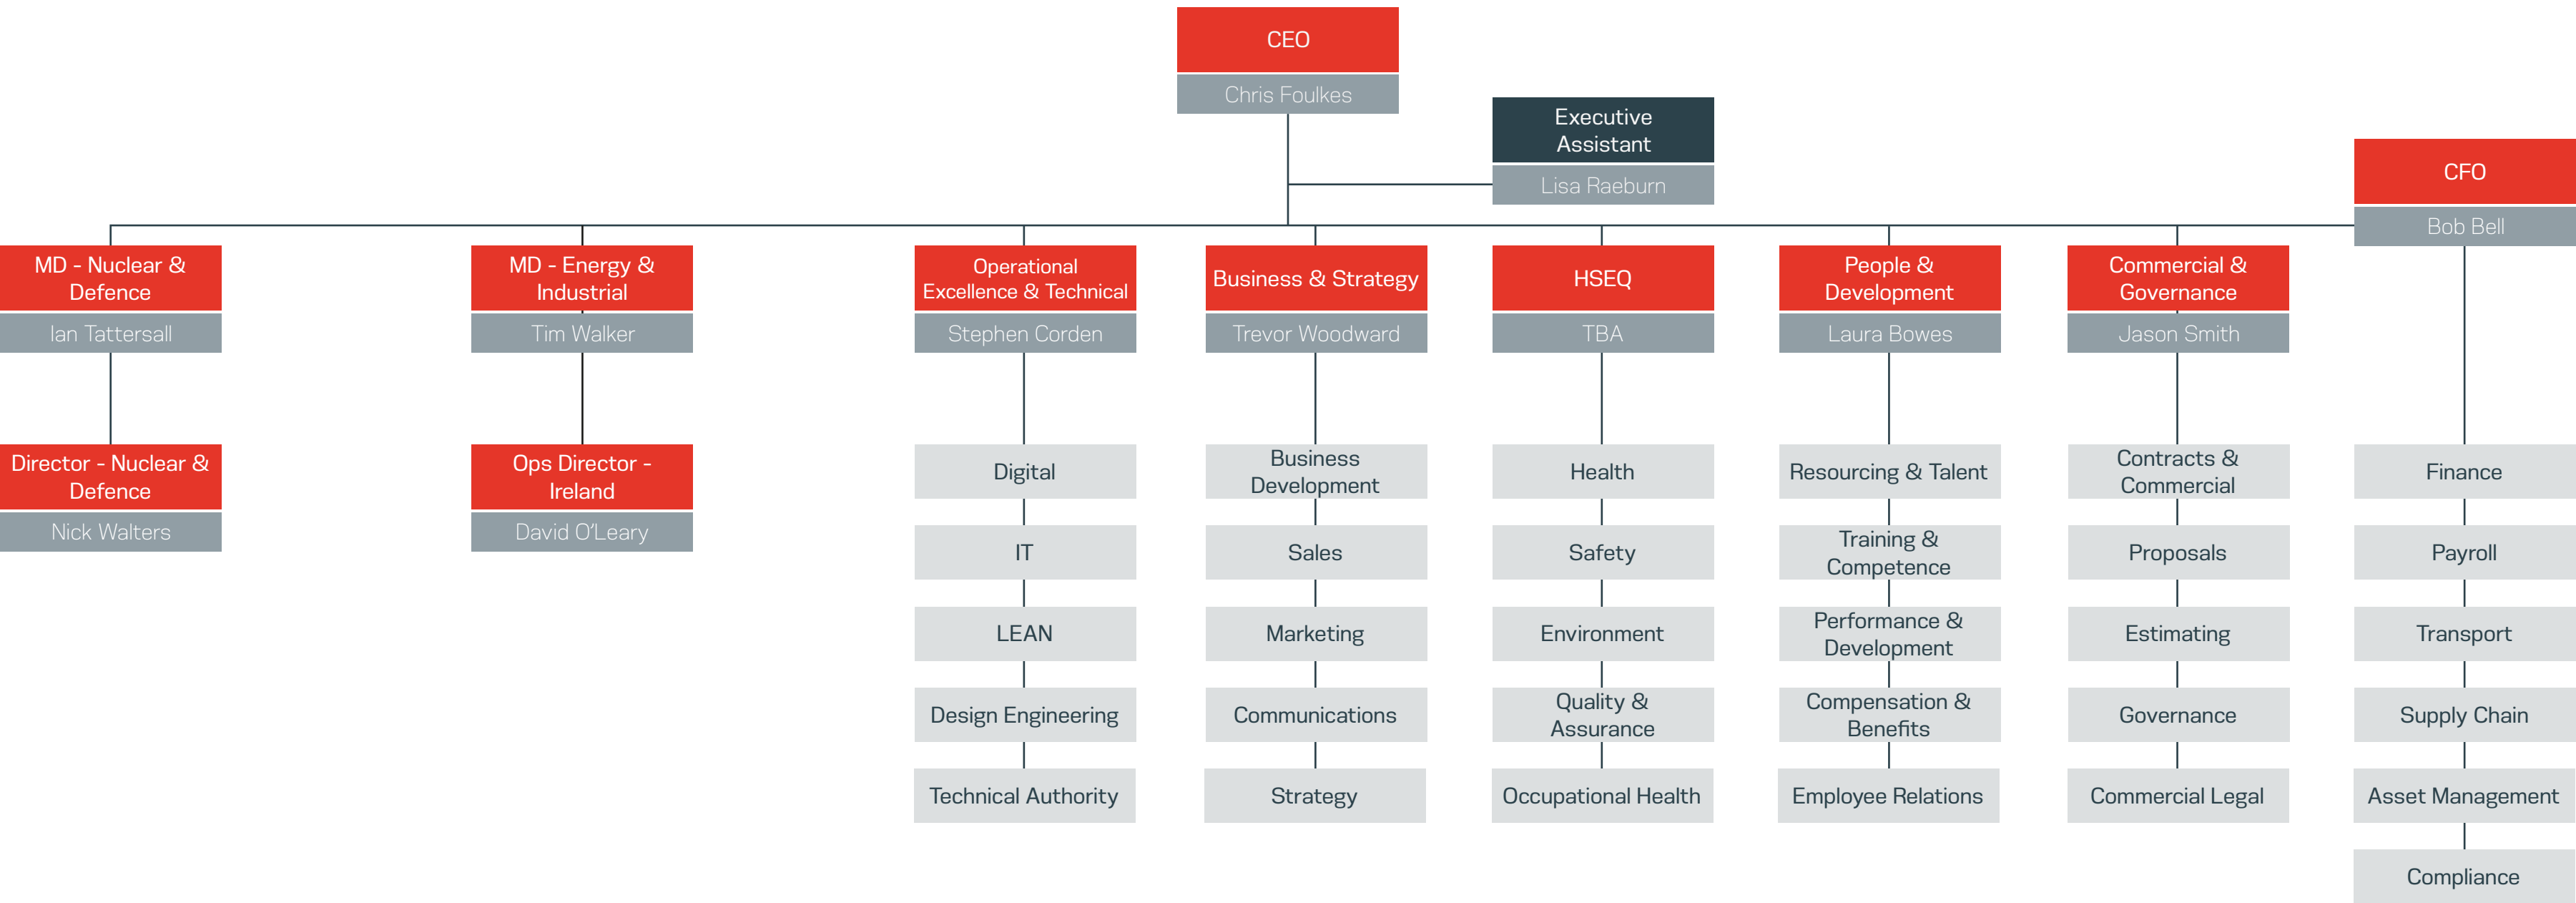 CEO
Chris Foulkes
Executive
Assistant
Lisa Raeburn
CFO
Bob Bell
MD - Nuclear &
Defence
Ian Tattersall
MD - Energy &
Industrial
Tim Walker
Operational
Excellence & Technical
Stephen Corden
Business & Strategy
Trevor Woodward
HSEQ
TBA
People &
Development
Laura Bowes
Commercial &
Governance
Jason Smith
Director - Nuclear &
Defence
Nick Walters
Ops Director -
Ireland
David O'Leary
Digital
IT
LEAN
Design Engineering
Technical Authority
Business
Development
Sales
Marketing
Communications
Strategy
Health
Safety
Environment
Quality &
Assurance
Occupational Health
Resourcing & Talent
Training &
Competence
Performance &
Development
Compensation &
Benefits
Employee Relations
Contracts &
Commercial
Proposals
Estimating
Governance
Commercial Legal
Finance
Payroll
Transport
Supply Chain
Asset Management
Compliance